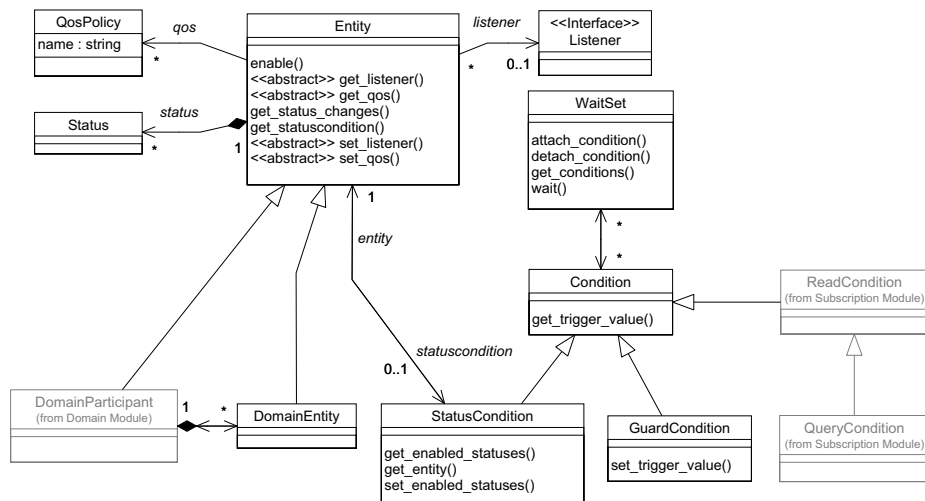 QosPolicy
name : string
qos
*
Entity
enable()
<<abstract>> get_listener()
<<abstract>> get_qos()
get_status_changes()
get_statuscondition()
<<abstract>> set_listener()
<<abstract>> set_qos()
listener
*
0..1
<<Interface>>
Listener
Status
status
*
1
WaitSet
attach_condition()
detach_condition()
get_conditions()
wait()
1
entity
*
*
Condition
get_trigger_value()
ReadCondition
(from Subscription Module)
statuscondition
0..1
DomainParticipant
(from Domain Module)
1
*
DomainEntity
StatusCondition
get_enabled_statuses()
get_entity()
set_enabled_statuses()
GuardCondition
set_trigger_value()
QueryCondition
(from Subscription Module)